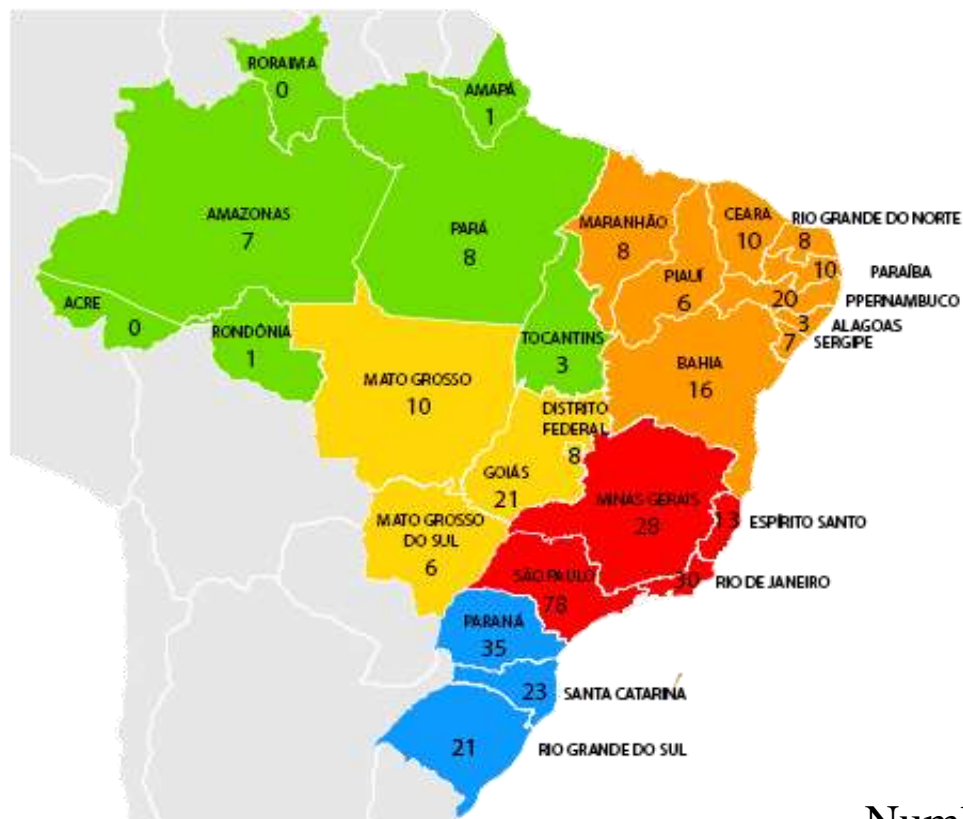 RORAIMA
0
AMAPÁ
1
AMAZONAS
7
PARÁ
8
MARANHÃO
8
CEARA
10
RIO GRANDE DO NORTE
8
PIAUÍ
6
10
PARAÍBA
20
PPERNAMBUCO
3
ALAGOAS
7
SERGIPE
ACRE
0
RONDÔNIA
1
TOCANTINS
3
BAHIA
16
MATO GROSSO
10
DISTRITO
FEDERAL
8
GOIÁS
21
MINAS GERAIS
28
13
ESPÍRITO SANTO
MATO GROSSO
DO SUL
6
SÃO PAULO
78
30
RIO DE JANEIRO
PARANÁ
35
23
SANTA CATARINA
21
RIO GRANDE DO SUL